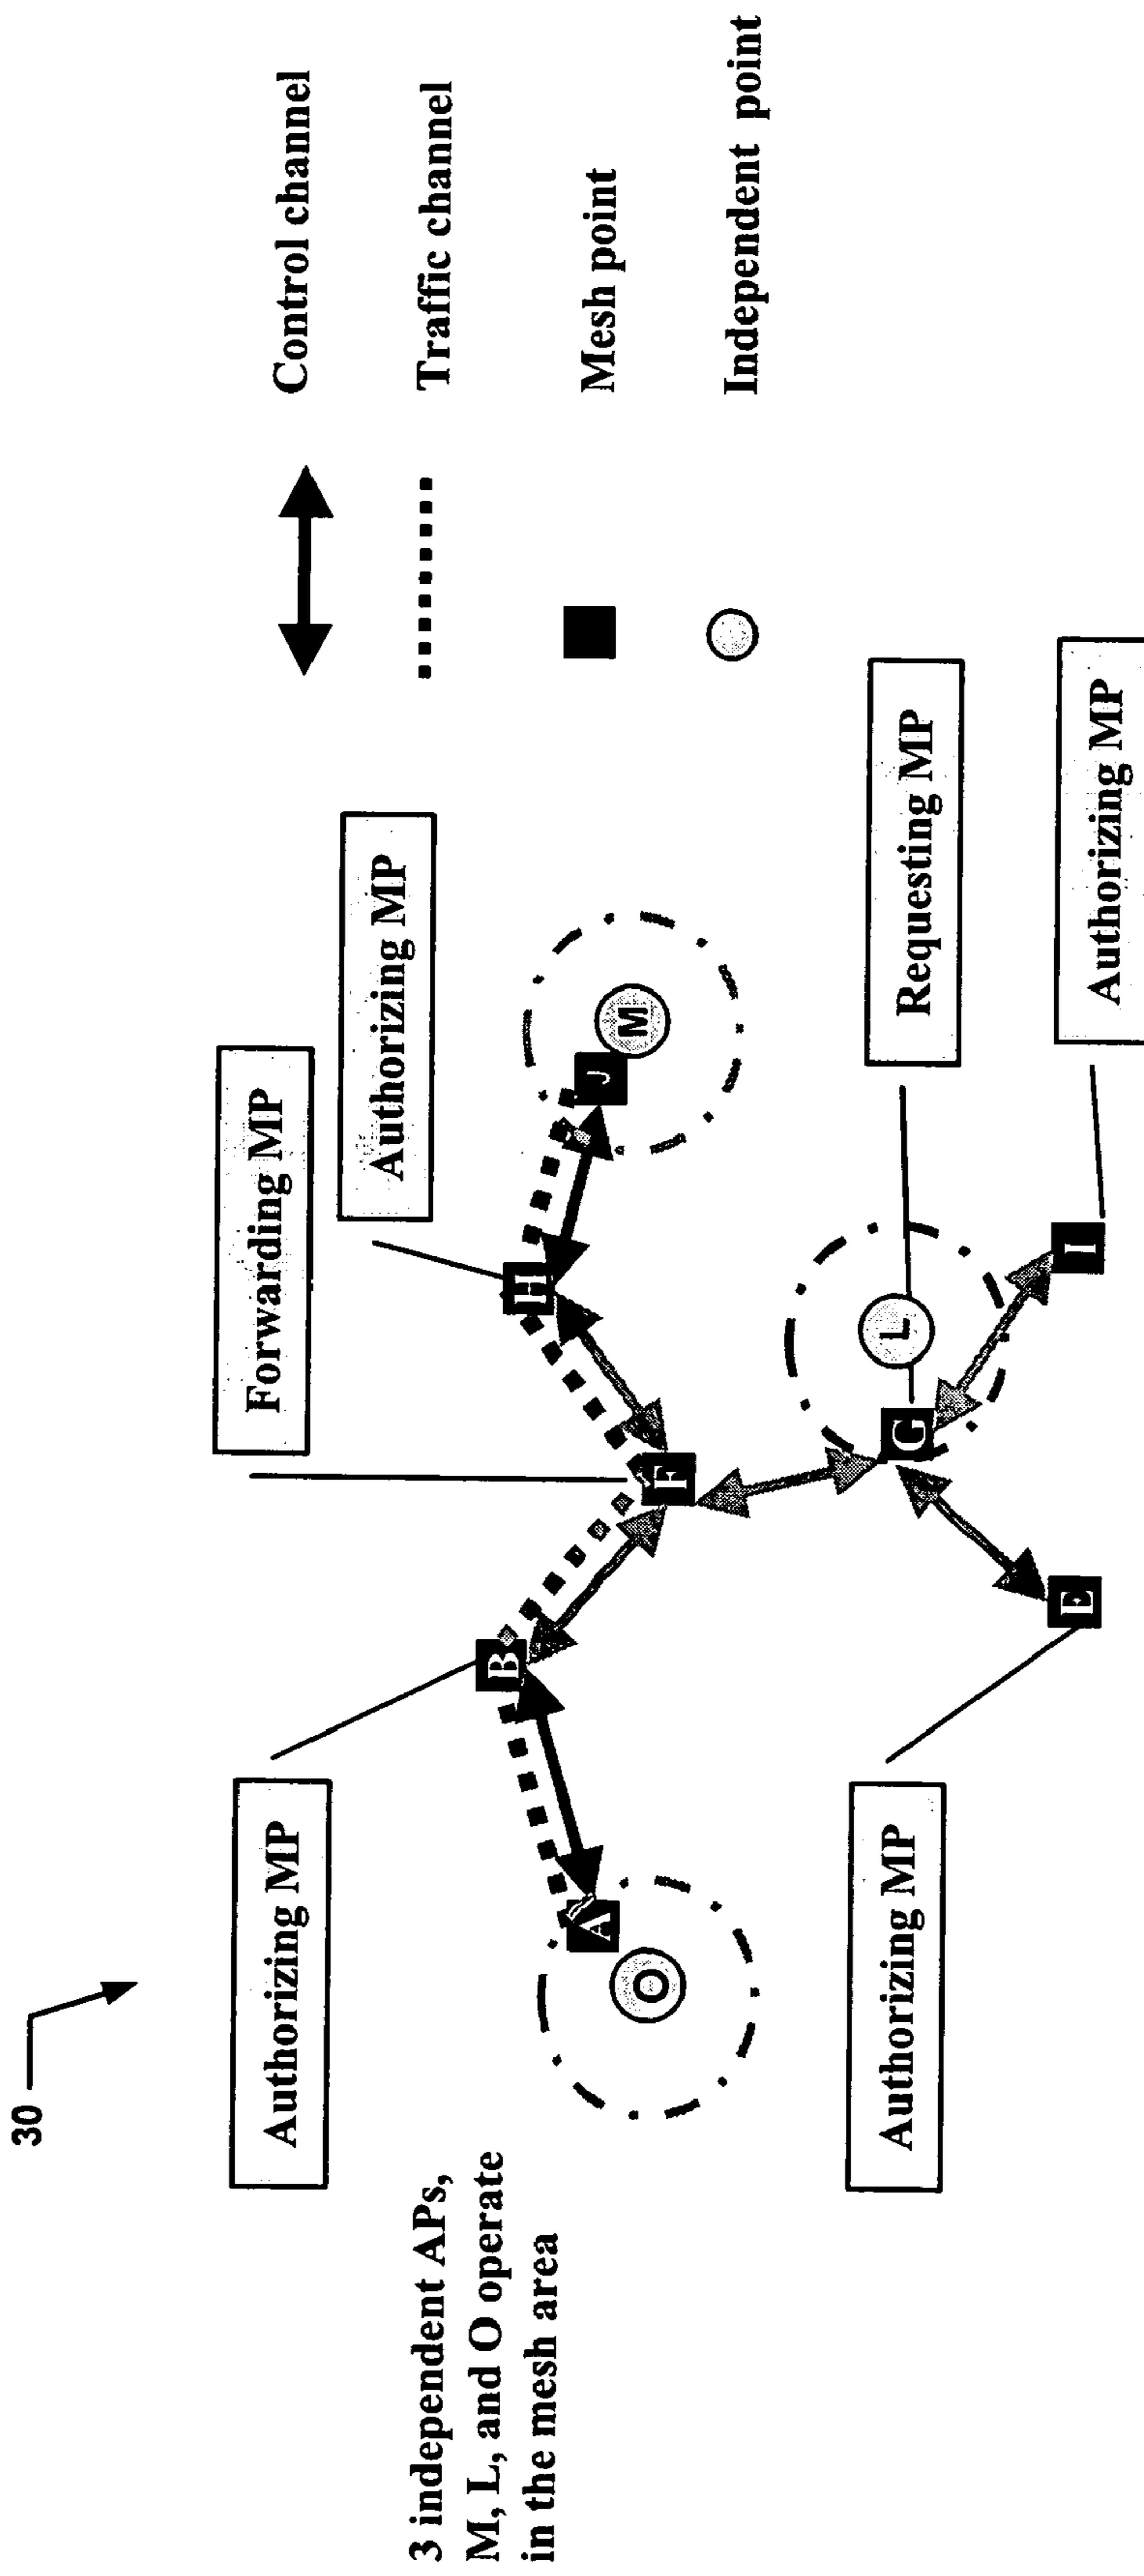 30
3 independent APs,
M, L, and O operate
in the mesh area
Authorizing MP
Forwarding MP
Authorizing MP
Authorizing MP
Requesting MP
Authorizing MP
A
O
B
F
H
J
M
E
G
L
I
Control channel
Traffic channel
Mesh point
Independent point